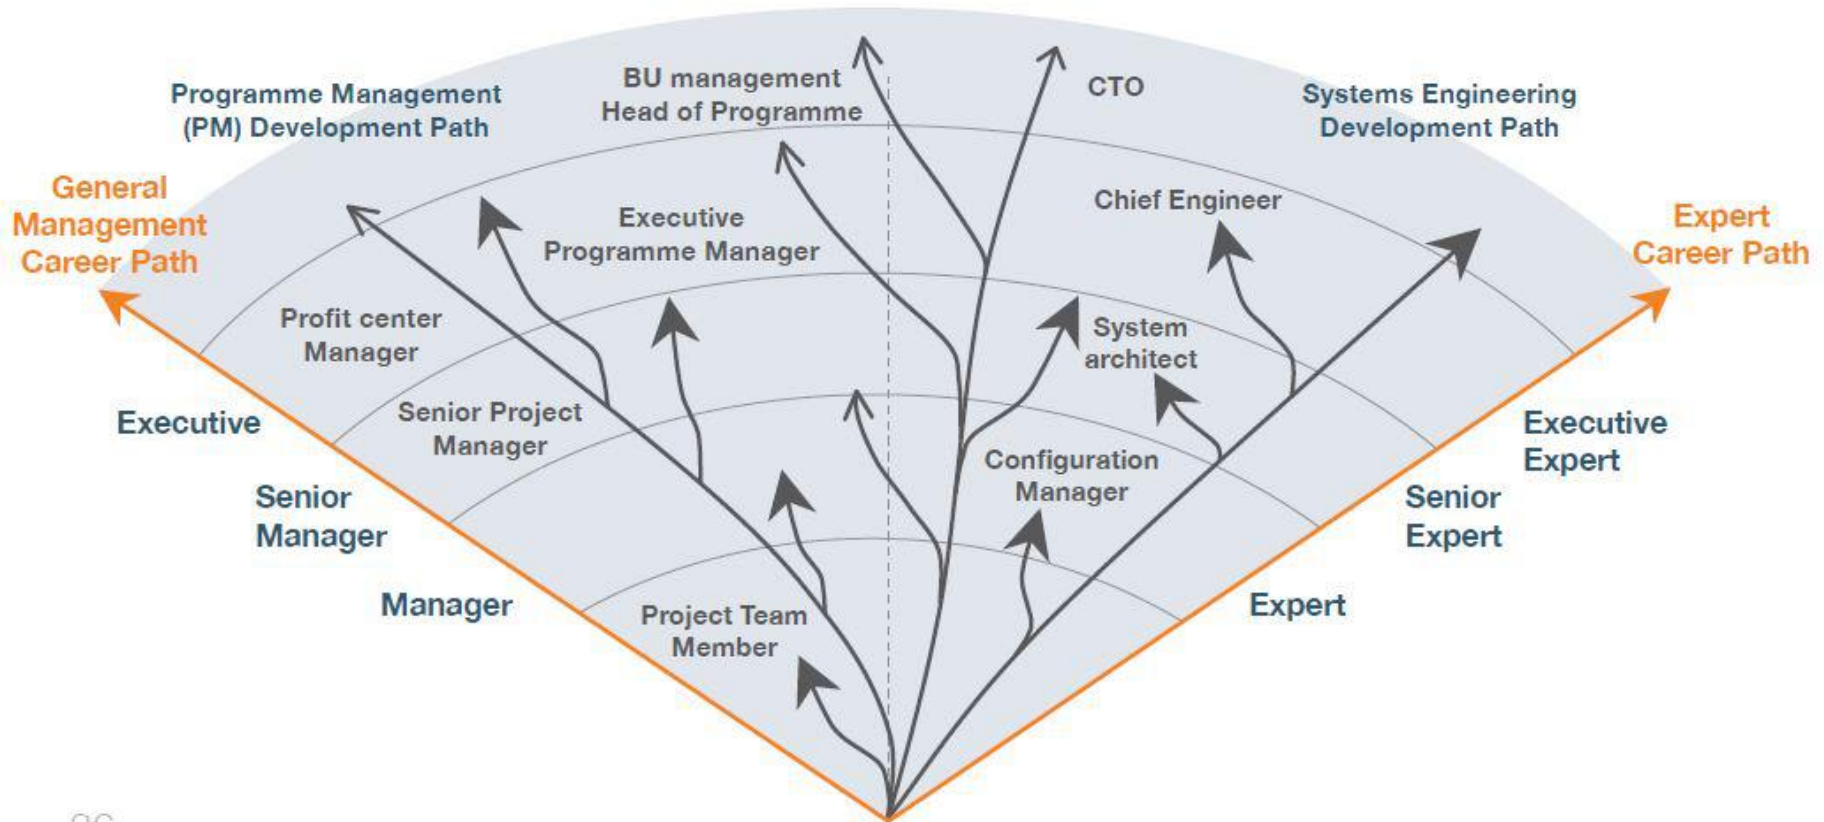 Programme Management
(PM) Development Path
BU management
Head of Programme
CTO
Systems Engineering
Development Path
General
Management
Career Path
Executive
Programme Manager
Chief Engineer
Expert
Career Path
Profit center
Manager
System
architect
Executive
Senior Project
Manager
Configuration
Manager
Executive
Expert
Senior
Manager
Senior
Expert
Manager
Project Team
Member
Expert